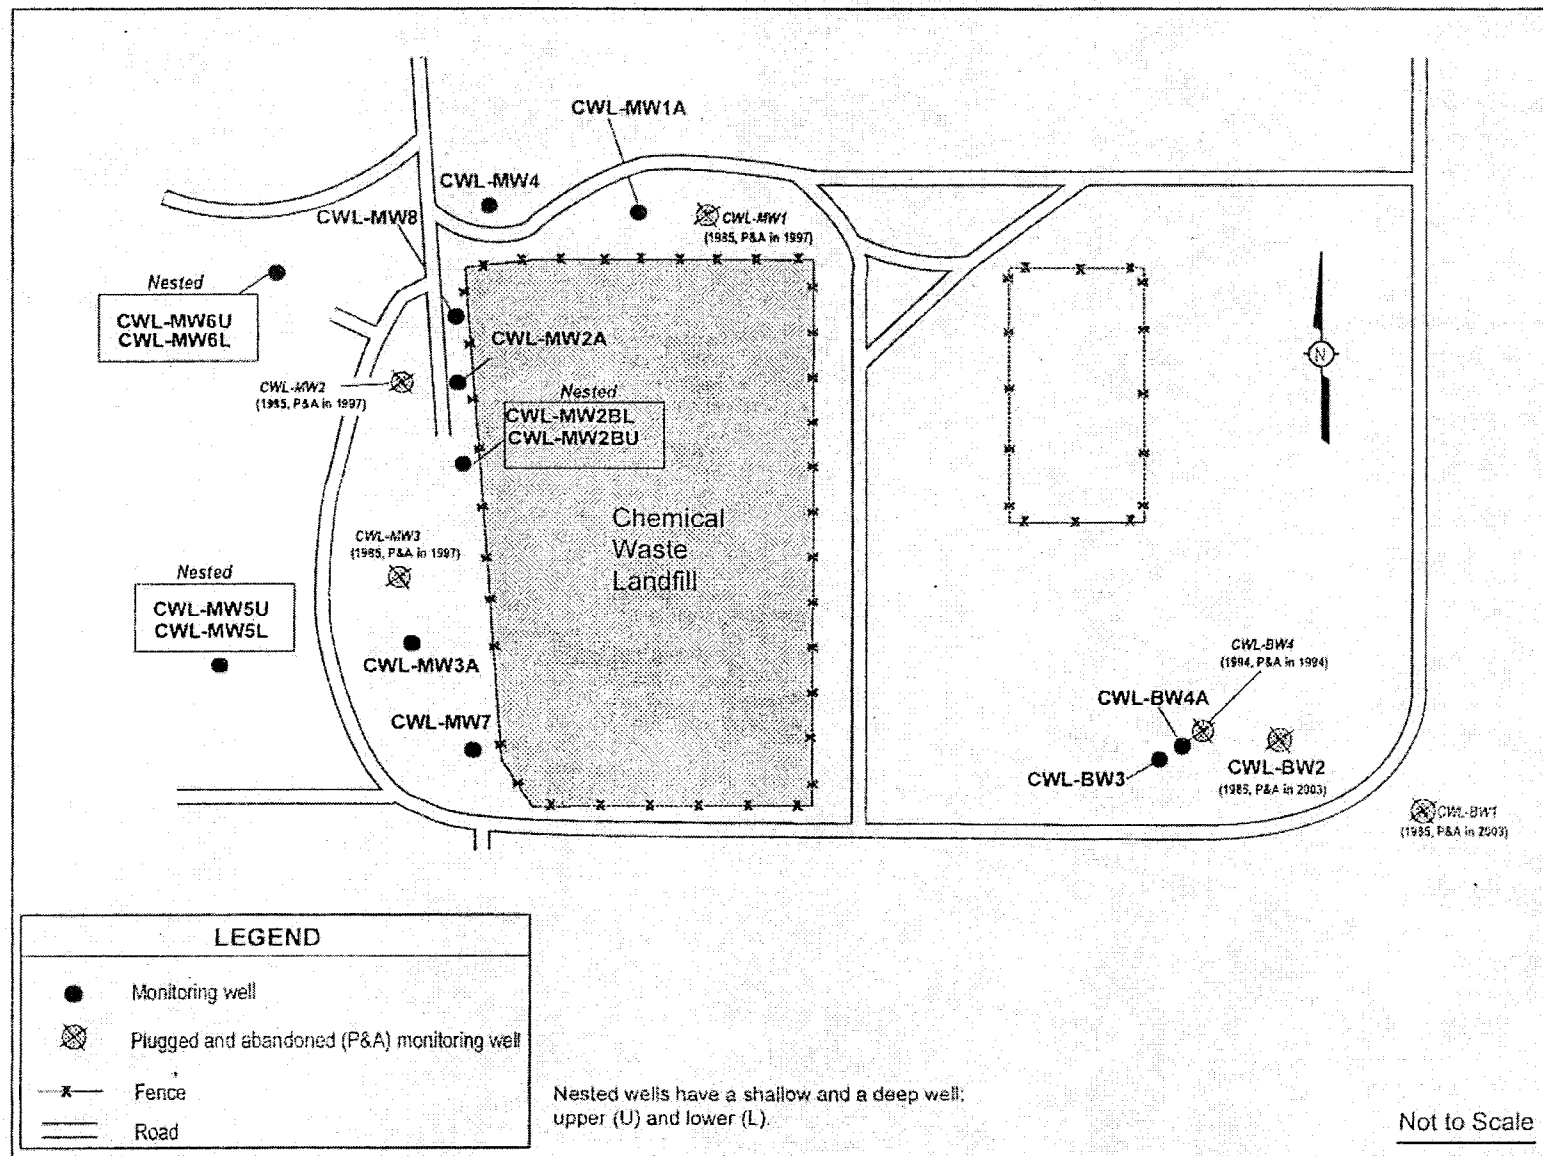 CWL-MW1A
CWL-MW4
CWL-MW8
CWL-MW1
(1985, P&A in 1997)
Nested
CWL-MW6U
CWL-MW6L
CWL-MW2A
CWL-MW2
(1985, P&A in 1997)
Nested
CWL-MW2BL
CWL-MW2BU
N
Chemical
Waste
Landfill
CWL-MW3
(1985, P&A in 1997)
Nested
CWL-MW5U
CWL-MW5L
CWL-MW3A
CWL-MW7
CWL-BW4
(1994, P&A in 1994)
CWL-BW4A
CWL-BW3
CWL-BW2
(1985, P&A in 2003)
CWL-BW1
(1985, P&A in 2003)
LEGEND
Monitoring well
Plugged and abandoned (P&A) monitoring well
Fence
Road
Nested wells have a shallow and a deep well:
upper (U) and lower (L).
Not to Scale